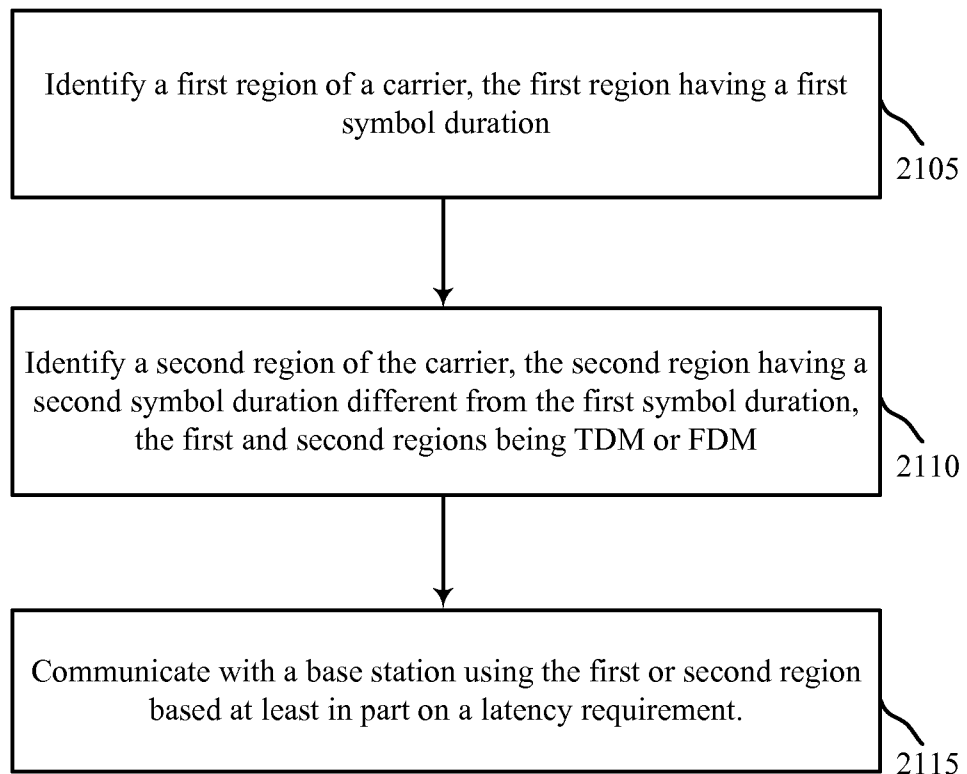 Identify a first region of a carrier, the first region having a first
symbol duration
2105
Identify a second region of the carrier, the second region having a
second symbol duration different from the first symbol duration,
the first and second regions being TDM or FDM
2110
Communicate with a base station using the first or second region
based at least in part on a latency requirement.
2115